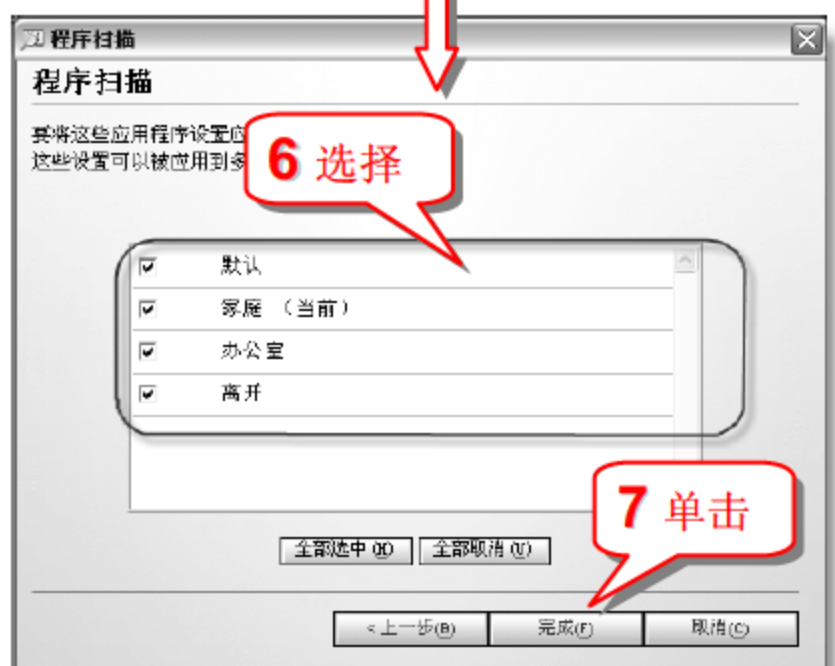 程序扫描
程序扫描
要将这些应用程序设置应
这些设置可以被应用到多
6 选择
默认
家庭 （当前）
办公室
离开
7 单击
全部选中 全部取消 (U)
<上一步(B) 完成(F) 取消(C)